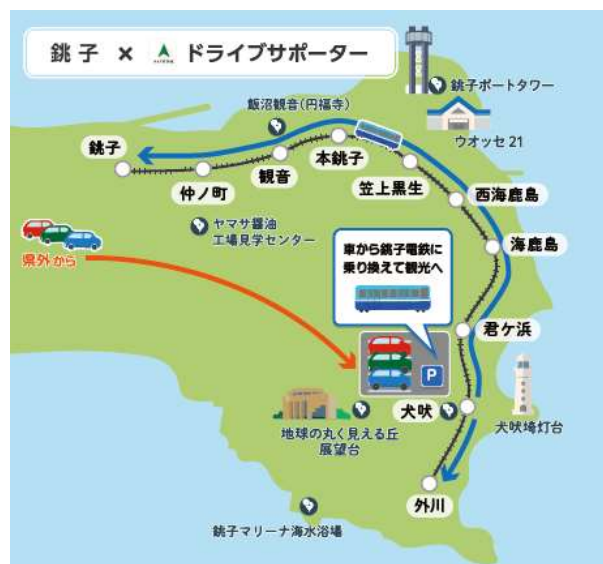 銚子 × ドライブサポーター
銚子ポートタワー
飯沼観音(円福寺)
ウオッセ21
銚子
仲ノ町
観音
本銚子
笠上黒生
西海鹿島
海鹿島
ヤマサ醤油
工場見学センター
県外から
車から銚子電鉄に
乗り換えて観光へ
君ケ浜
P
犬吠
犬吠埼灯台
地球の丸く見える丘
展望台
外川
銚子マリーナ海水浴場